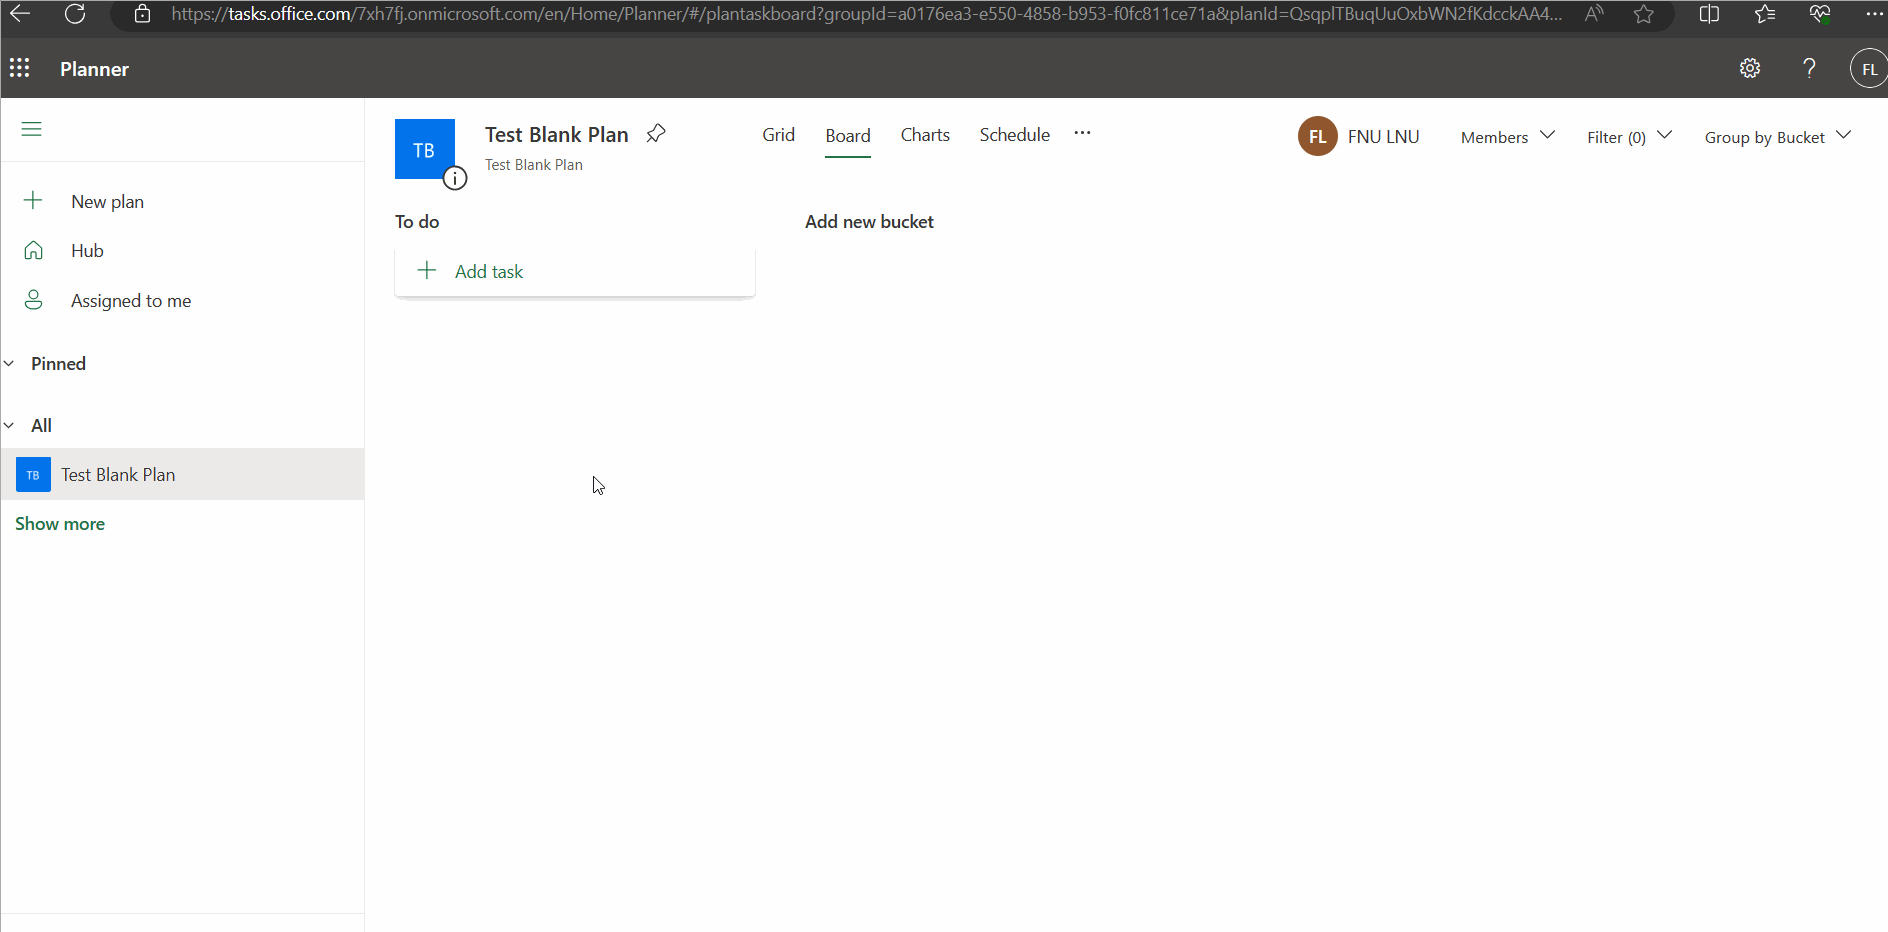 https://tasks.office.com/7xh7fj.onmicrosoft.com/en/Home/Planner/#/plantaskboard?groupId=a0176ea3-e550-4858-b953-f0fc811ce71a&planId=QsqplTBuqUuOxbWN2fKdcckAA4...
Planner
FL
TB
Test Blank Plan
Test Blank Plan
Grid
Board
Charts
Schedule
FL
FNU LNU
Members
Filter (0)
Group by Bucket
New plan
Hub
Assigned to me
Pinned
All
TB
Test Blank Plan
Show more
To do
Add new bucket
Add task